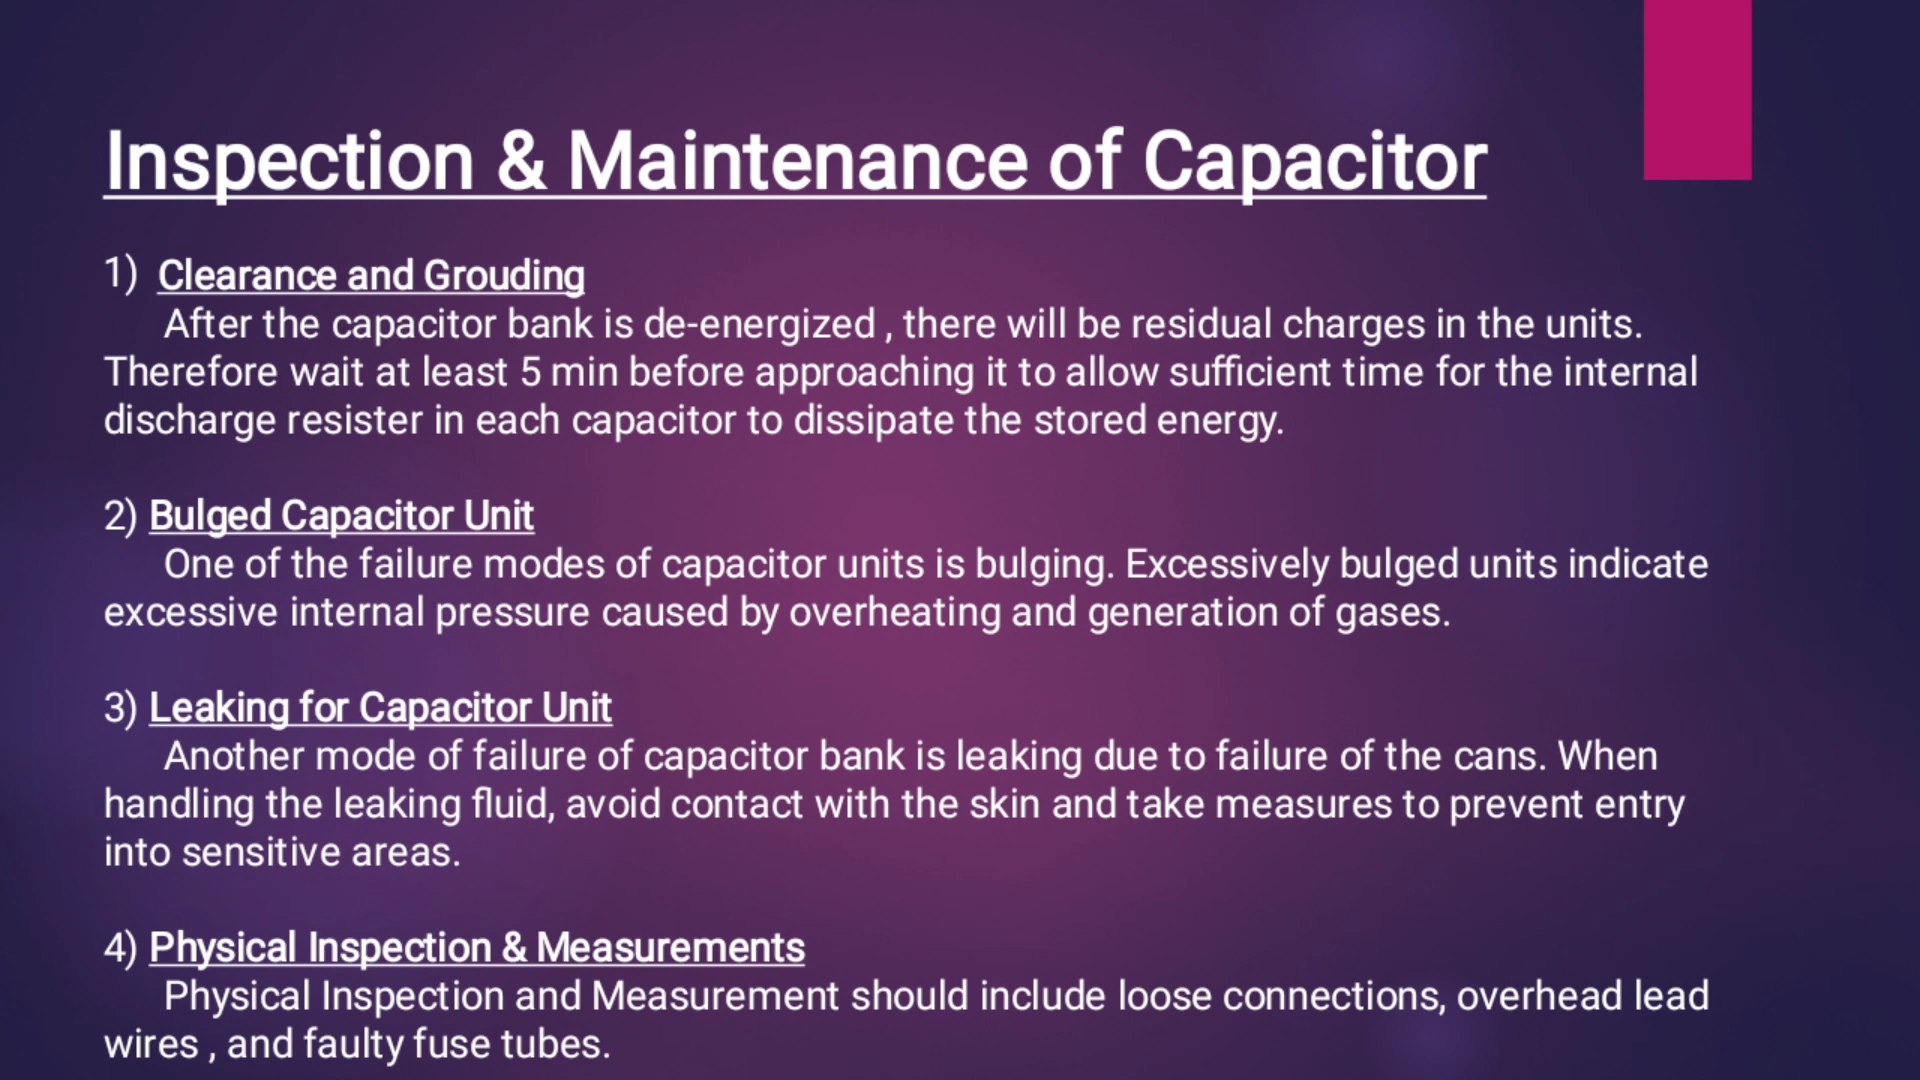 Inspection & Maintenance of Capacitor
1) Clearance and Grouding
After the capacitor bank is de-energized , there will be residual charges in the units.
Therefore wait at least 5 min before approaching it to allow sufficient time for the internal
discharge resister in each capacitor to dissipate the stored energy.
2) Bulged Capacitor Unit
One of the failure modes of capacitor units is bulging. Excessively bulged units indicate
excessive internal pressure caused by overheating and generation of gases.
3) Leaking for Capacitor Unit
Another mode of failure of capacitor bank is leaking due to failure of the cans. When
handling the leaking fluid, avoid contact with the skin and take measures to prevent entry
into sensitive areas.
4) Physical Inspection & Measurements
Physical Inspection and Measurement should include loose connections, overhead lead
wires , and faulty fuse tubes.